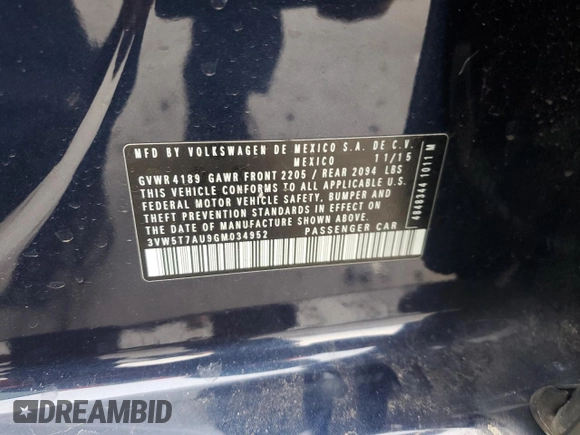 MFD BY VOLKSWAGEN DE MEXICO S.A. DE C.V.
MEXICO 11/15
GVWR 4189 GAWR FRONT 2205 / REAR 2094 LBS
THIS VEHICLE CONFORMS TO ALL APPLICABLE U.S.
FEDERAL MOTOR VEHICLE SAFETY, BUMPER AND
THEFT PREVENTION STANDARDS IN EFFECT ON
THE DATE OF MANUFACTURE SHOWN ABOVE.
3VW5T7AU9GM034952 PASSENGER CAR
1011 M
DREAMBID